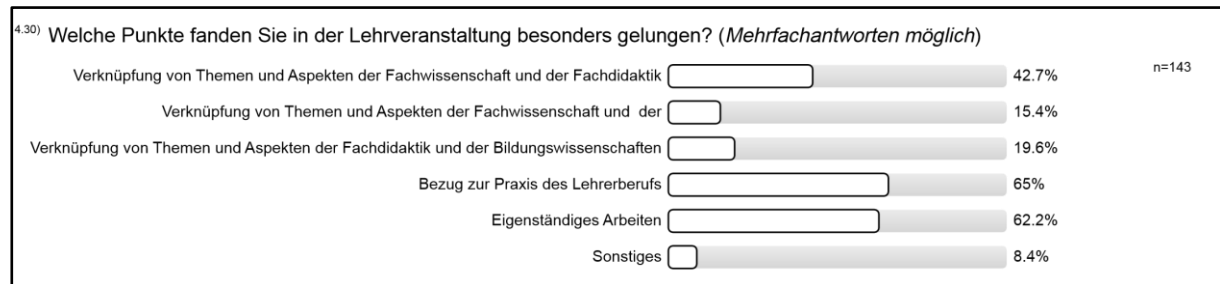 4.30) Welche Punkte fanden Sie in der Lehrveranstaltung besonders gelungen? (Mehrfachantworten möglich)
Verknüpfung von Themen und Aspekten der Fachwissenschaft und der Fachdidaktik 42.7% n=143
Verknüpfung von Themen und Aspekten der Fachwissenschaft und der 15.4%
Verknüpfung von Themen und Aspekten der Fachdidaktik und der Bildungswissenschaften 19.6%
Bezug zur Praxis des Lehrerberufs 65%
Eigenständiges Arbeiten 62.2%
Sonstiges 8.4%